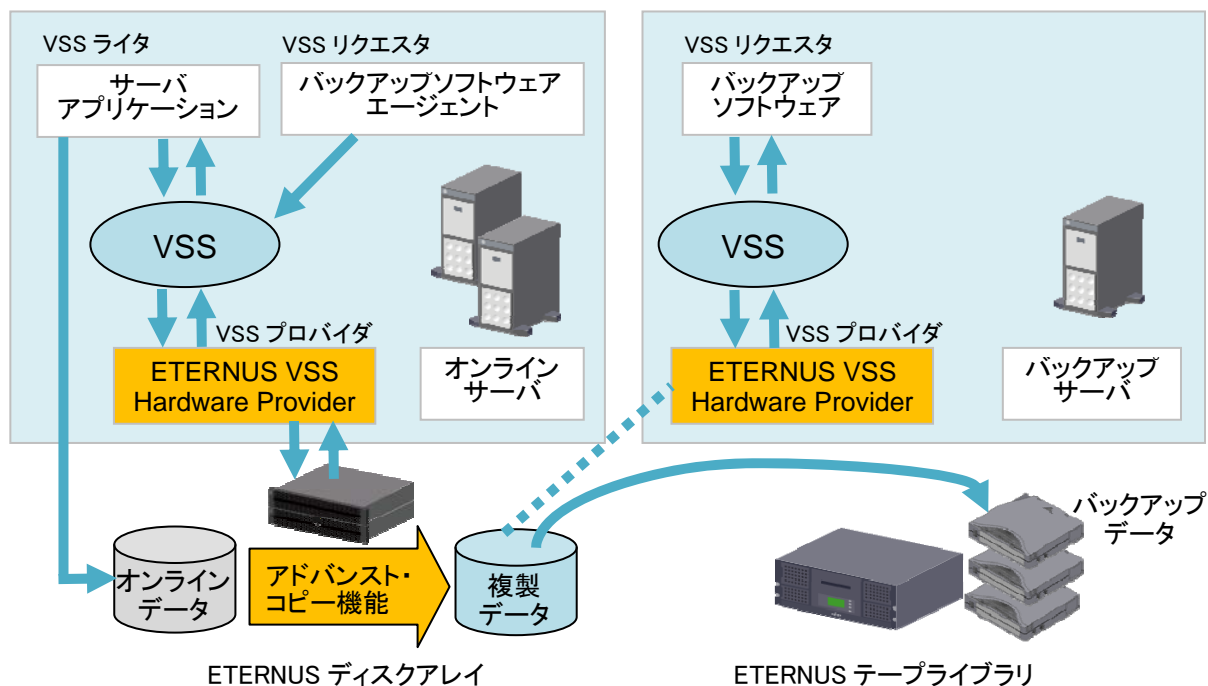 VSS ライタ
サーバ
アプリケーション
VSS リクエスタ
バックアップソフトウェア
エージェント
VSS
VSS プロバイダ
ETERNUS VSS
Hardware Provider
オンライン
サーバ
VSS リクエスタ
バックアップ
ソフトウェア
VSS
VSS プロバイダ
ETERNUS VSS
Hardware Provider
バックアップ
サーバ
オンライン
データ
アドバンスト・
コピー機能
複製
データ
バックアップ
データ
ETERNUS ディスクアレイ
ETERNUS テープライブラリ